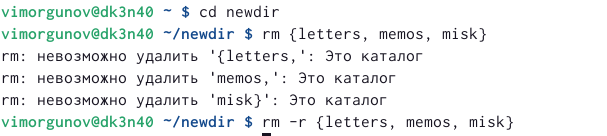 vimorgunov@dk3n40 ~ $ cd newdir
vimorgunov@dk3n40 ~/newdir $ rm {letters, memos, misk}
rm: невозможно удалить '{letters,': Это каталог
rm: невозможно удалить 'memos,': Это каталог
rm: невозможно удалить 'misk}': Это каталог
vimorgunov@dk3n40 ~/newdir $ rm -r {letters, memos, misk}